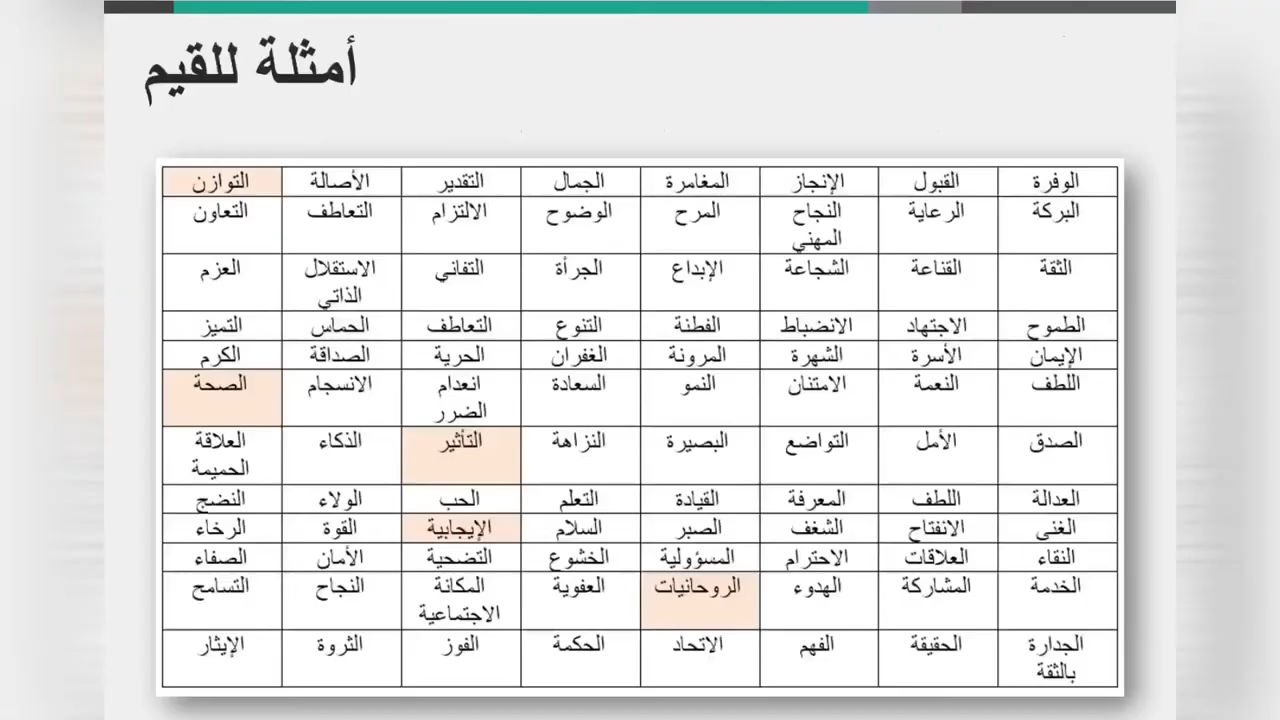 أمثلة للقيم
الوفرة القبول الإنجاز المغامرة الجمال التقدير الأصالة التوازن
البركة الرعاية النجاح المهني المرح الوضوح الالتزام التعاطف التعاون
الثقة القناعة الشجاعة الإبداع الجرأة التفاني الاستقلال الذاتي العزم
الطموح الاجتهاد الانضباط الفطنة التنوع التعاطف الحماس التميز
الإيمان الأسرة الشهرة المرونة الغفران الحرية الصداقة الكرم
اللطف النعمة الامتنان النمو السعادة انعدام الضرر الانسجام الصحة
الصدق الأمل التواضع البصيرة النزاهة التأثير الذكاء العلاقة الحميمة
العدالة اللطف المعرفة القيادة التعلم الحب الولاء النضج
الغنى الانفتاح الشغف الصبر السلام الإيجابية القوة الرخاء
النقاء العلاقات الاحترام المسؤولية الخشوع التضحية الأمان الصفاء
الخدمة المشاركة الهدوء الروحانيات العفوية المكانة الاجتماعية النجاح التسامح
الجدارة بالثقة الحقيقة الفهم الاتحاد الحكمة الفوز الثروة الإيثار